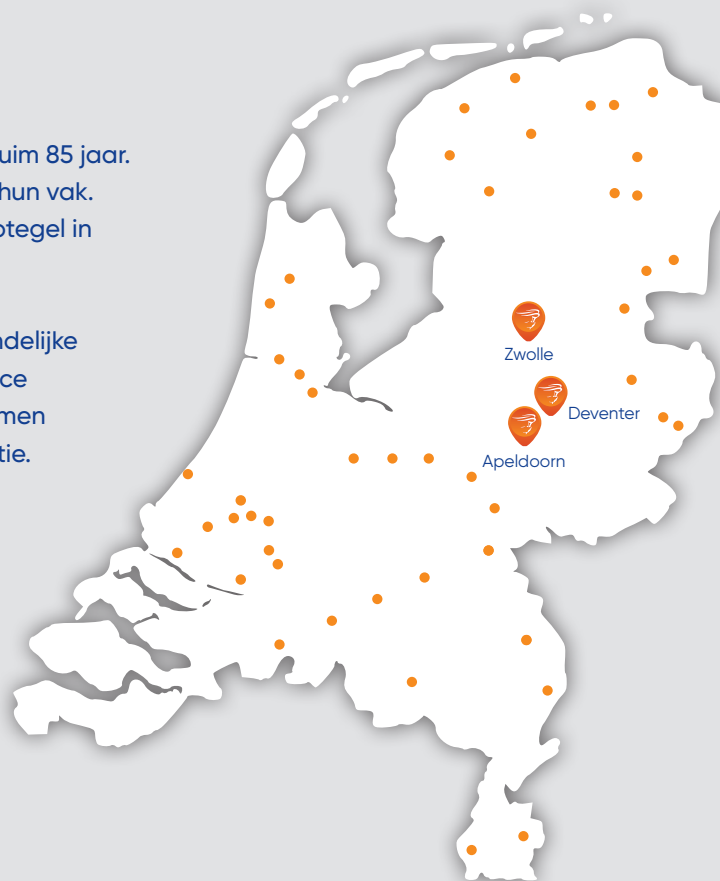 uim 85 jaar.
hun vak.
otegel in
ndelijke
ce
men
tie.
Zwolle
Deventer
Apeldoorn